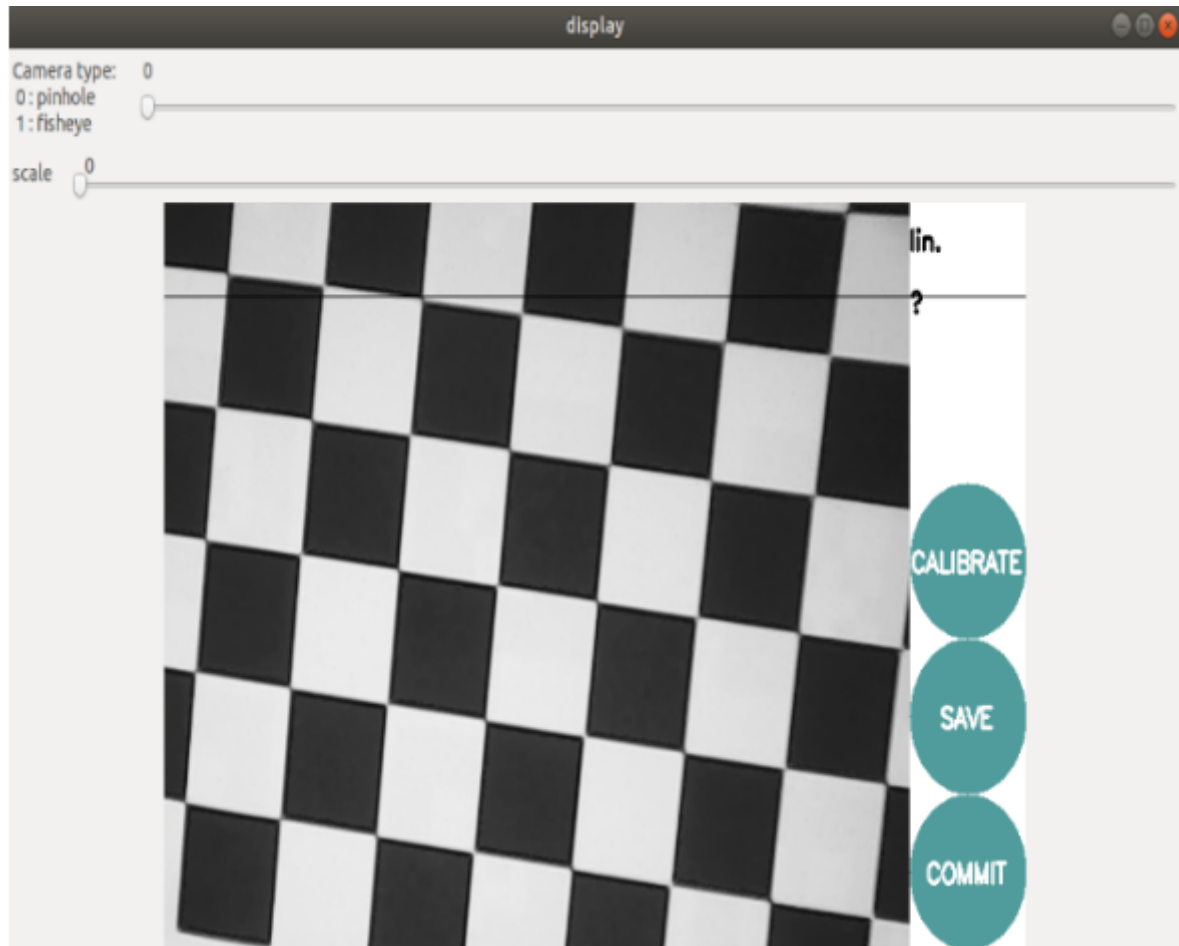 display
Camera type: 0
0 : pinhole
1 : fisheye
scale 0
lin.
?
CALIBRATE
SAVE
COMMIT